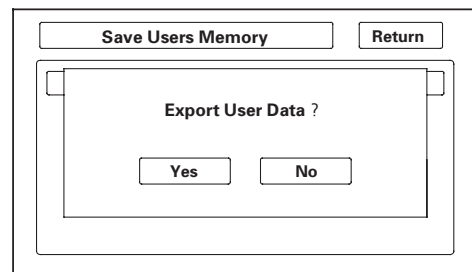 Save Users Memory Return
Export User Data ?
Yes No